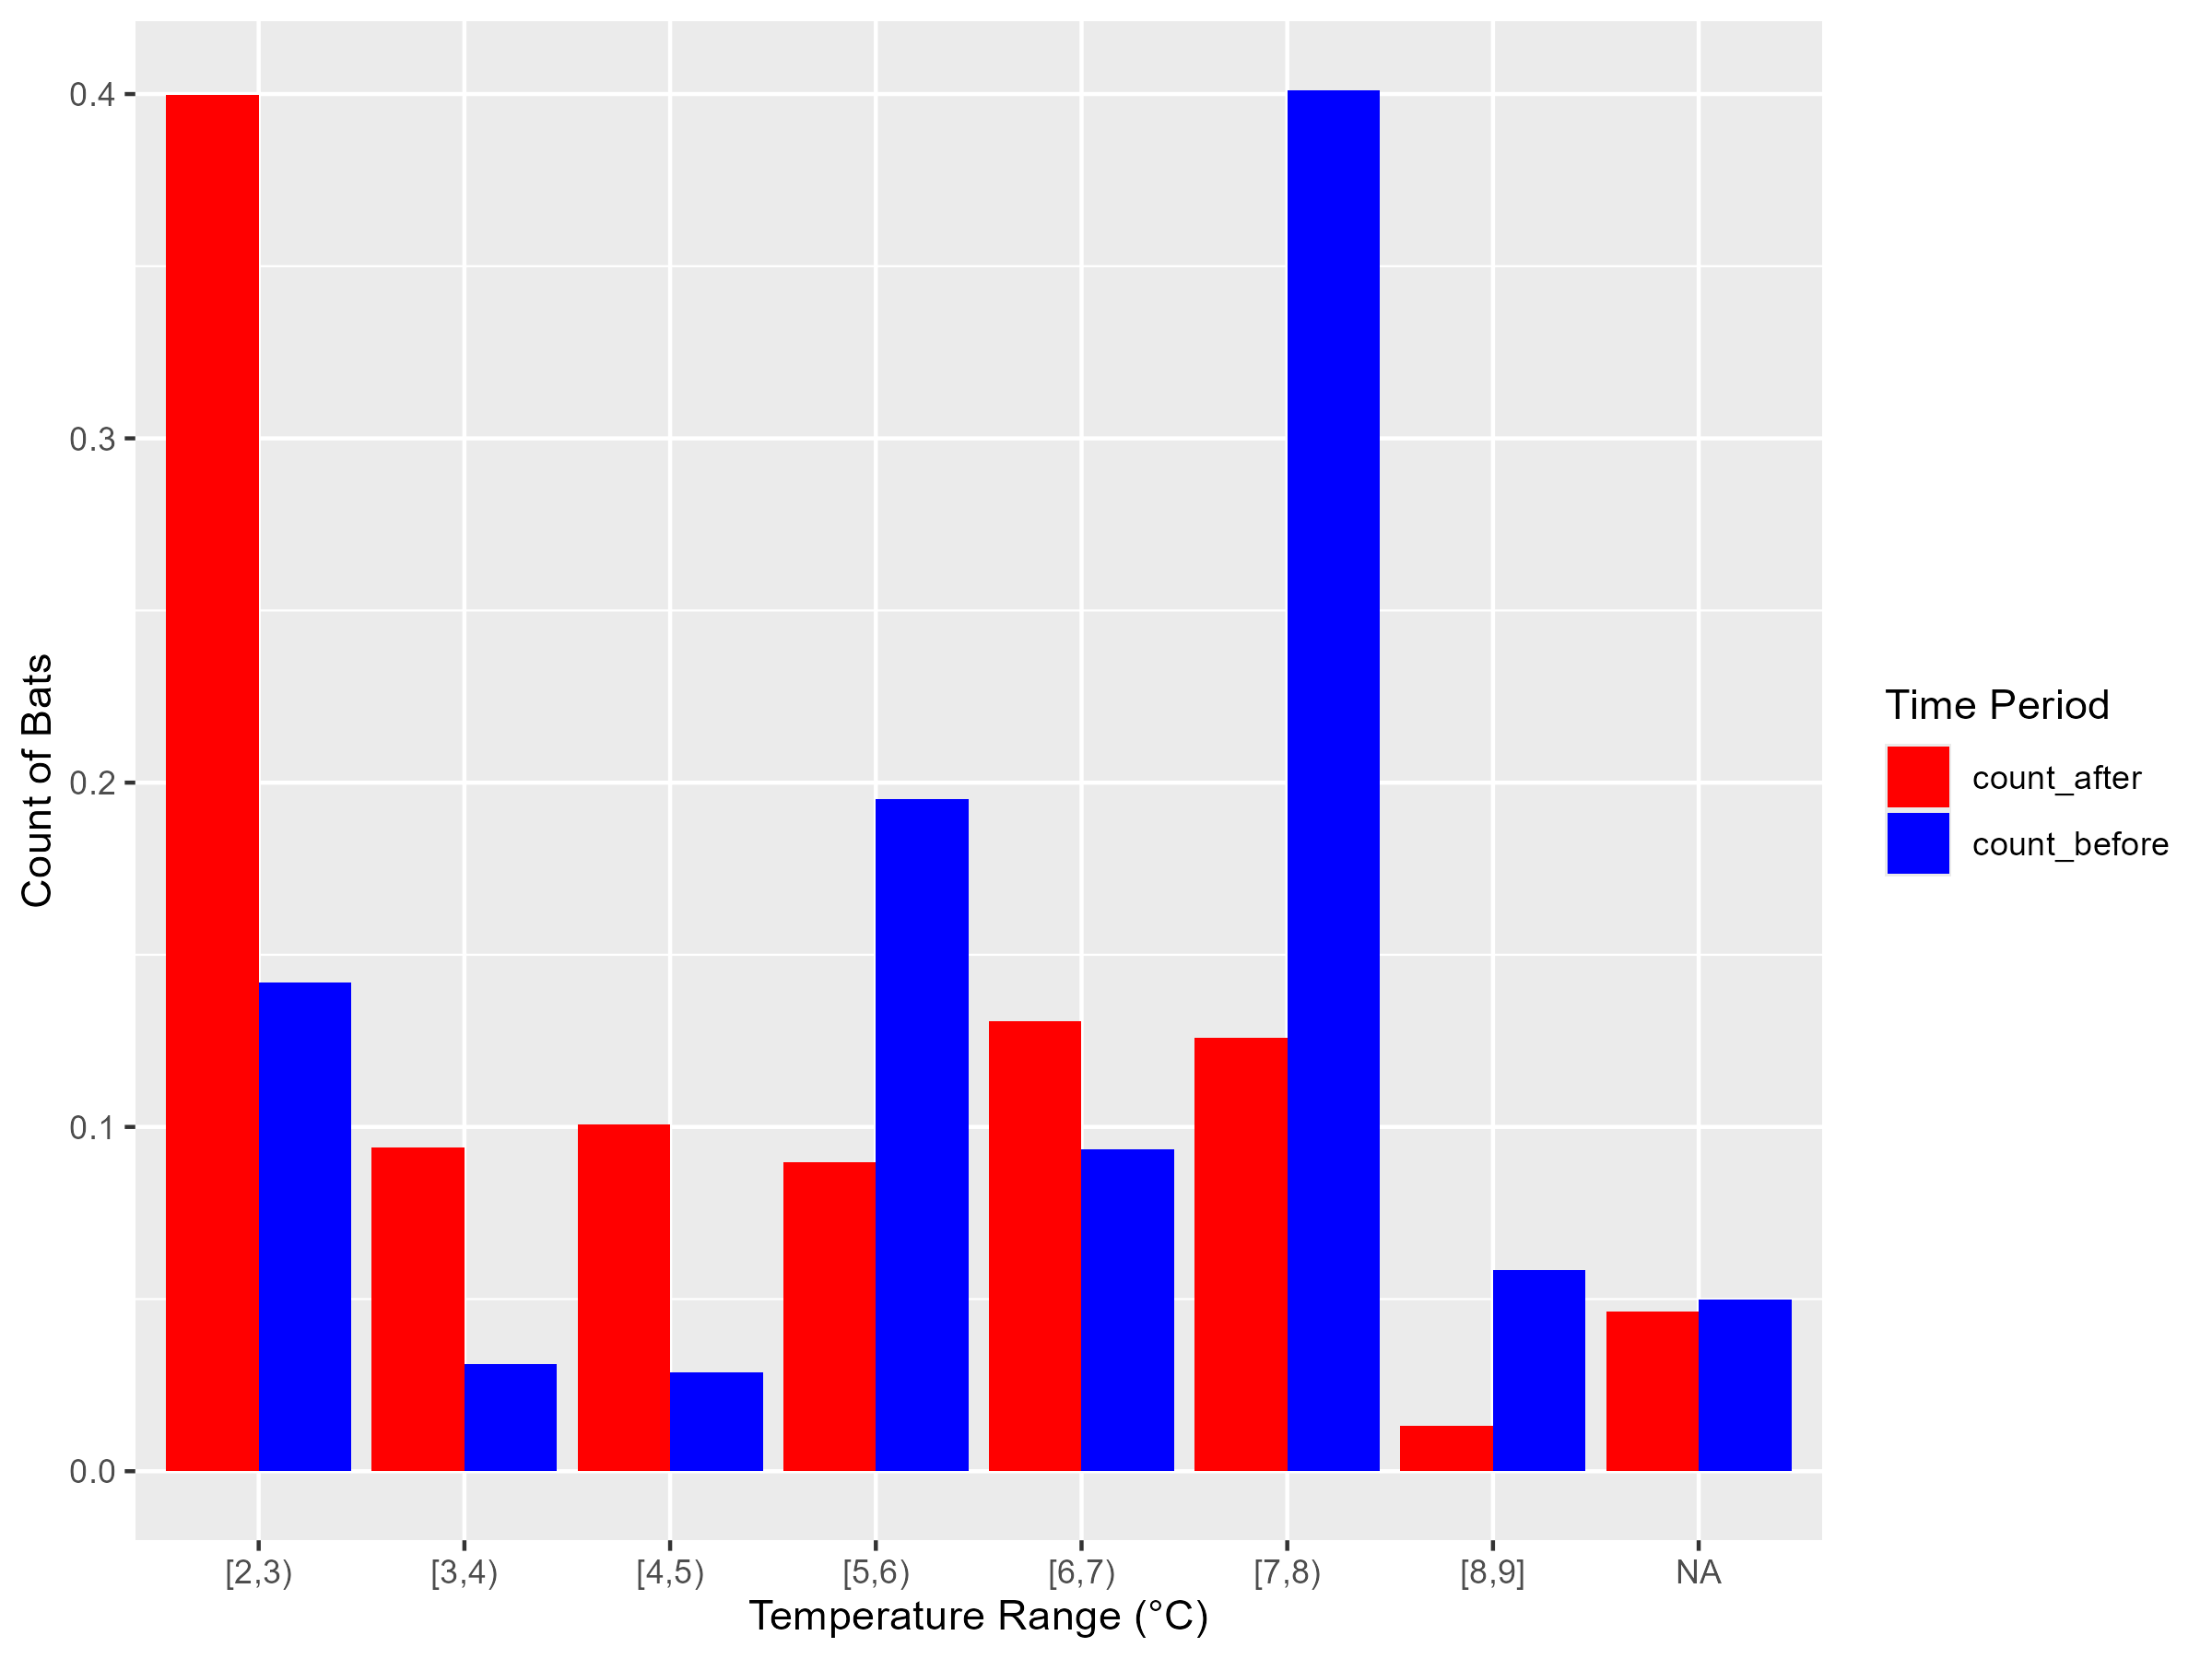 Count of Bats
0.4
0.3
0.2
0.1
0.0
[2,3) [3,4) [4,5) [5,6) [6,7) [7,8) [8,9] NA
Temperature Range (°C)
Time Period
count_after
count_before